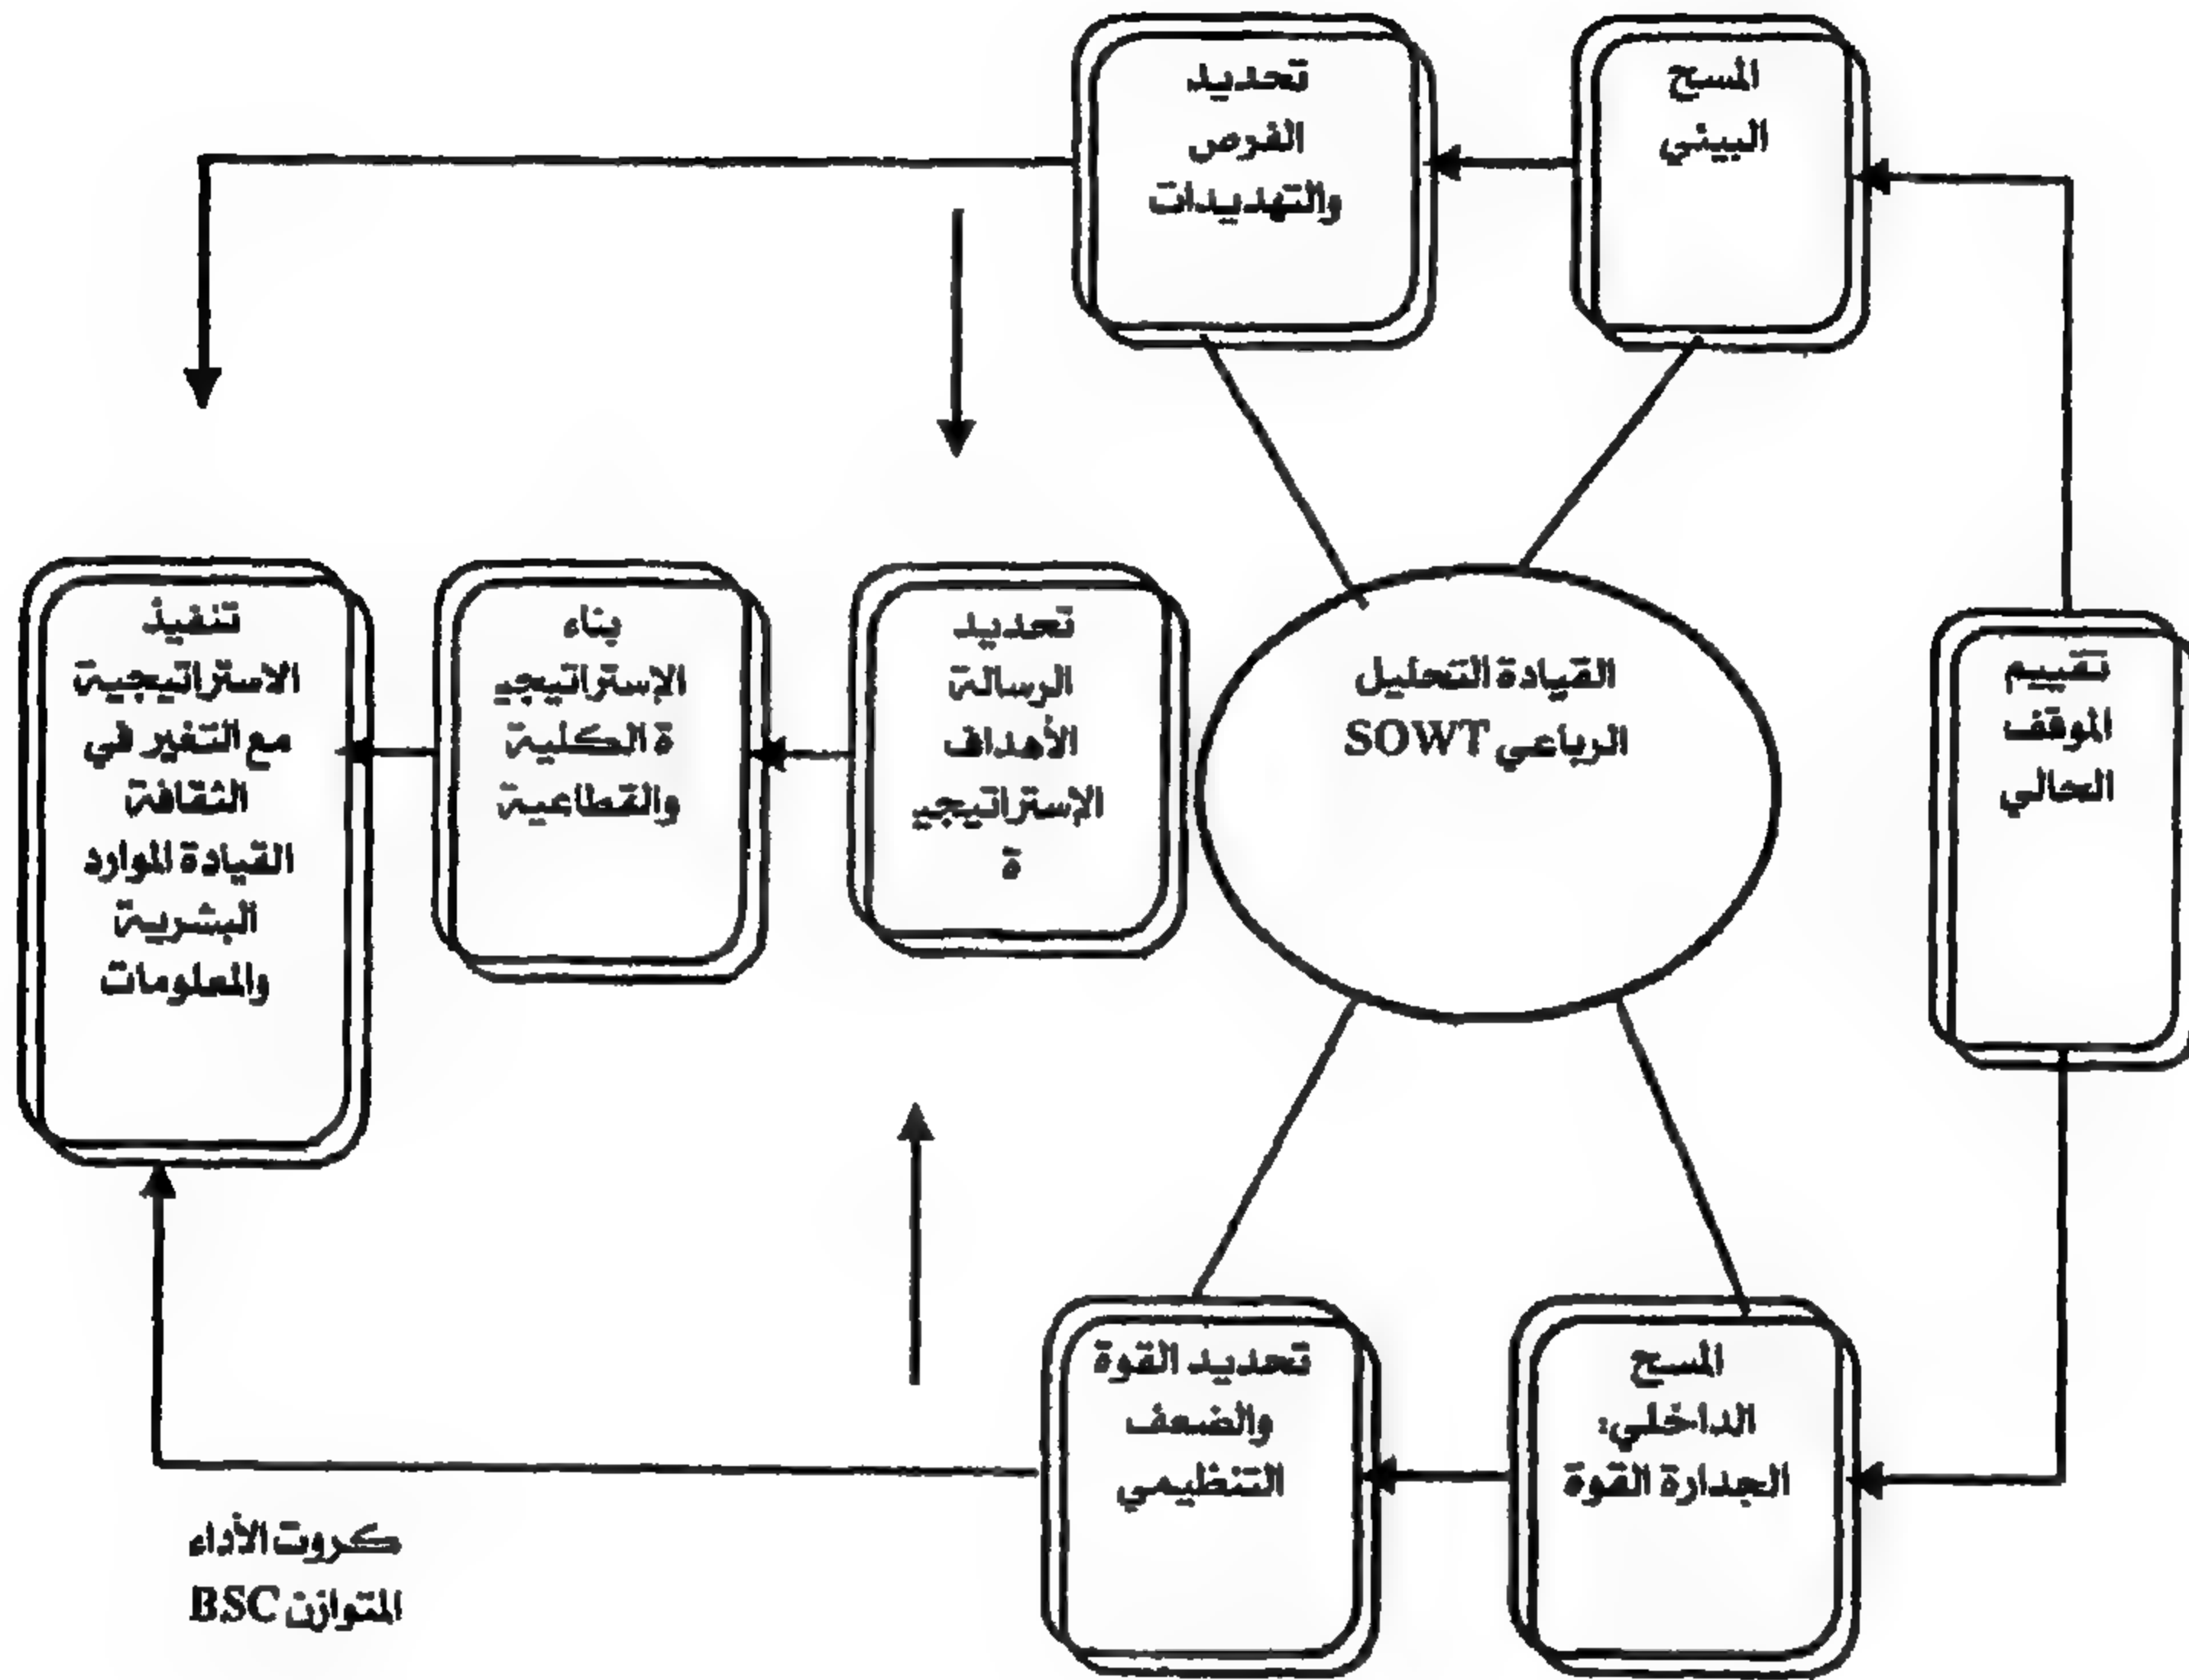 المسح
البيئي
تحديد
الفرص
والتهديدات
تقييم
الموقف
الحالي
القيادة التحليل
الرباعي SOWT
تحديد
الرسالة
الأهداف
الإستراتيجي
ة
بناء
الإستراتيجي
ة الكلية
والقطاعية
تنفيذ
الاستراتيجية
مع التغير في
الثقافة
القيادة الموارد
البشرية
والمعلومات
المسح
الداخلي:
الجدارة القوة
تحديد القوة
والضعف
التنظيمي
كروت الأداء
المتوازن BSC